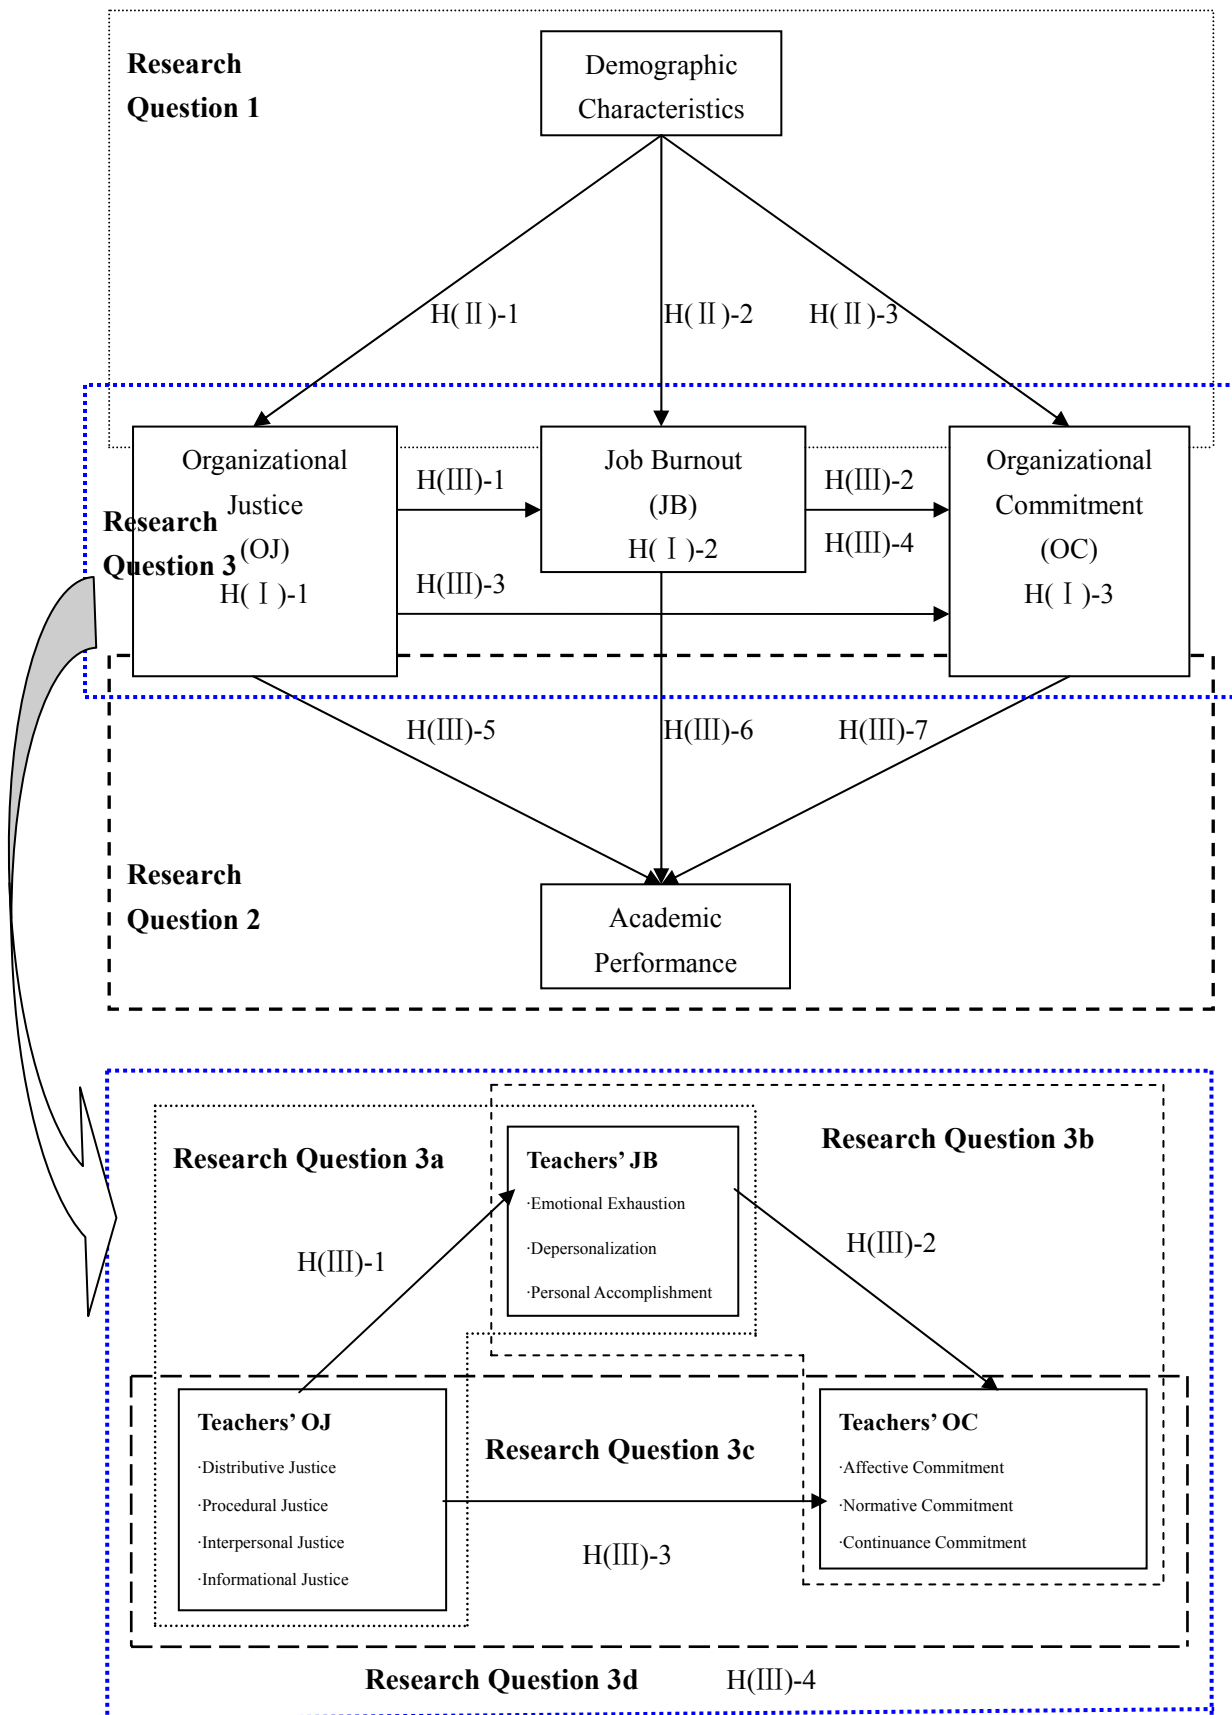 Research
Question 1
Demographic
Characteristics
H(Ⅱ)-1
H(Ⅱ)-2
H(Ⅱ)-3
Organizational
Justice
(OJ)
H(Ⅰ)-1
Research
Question 3
H(Ⅲ)-1
H(Ⅲ)-3
Job Burnout
(JB)
H(Ⅰ)-2
H(Ⅲ)-2
H(Ⅲ)-4
Organizational
Commitment
(OC)
H(Ⅰ)-3
H(Ⅲ)-5
H(Ⅲ)-6
H(Ⅲ)-7
Research
Question 2
Academic
Performance
Research Question 3a
Teachers’ JB
·Emotional Exhaustion
·Depersonalization
·Personal Accomplishment
Research Question 3b
H(Ⅲ)-1
H(Ⅲ)-2
Teachers’ OJ
·Distributive Justice
·Procedural Justice
·Interpersonal Justice
·Informational Justice
Research Question 3c
H(Ⅲ)-3
Teachers’ OC
·Affective Commitment
·Normative Commitment
·Continuance Commitment
Research Question 3d H(Ⅲ)-4